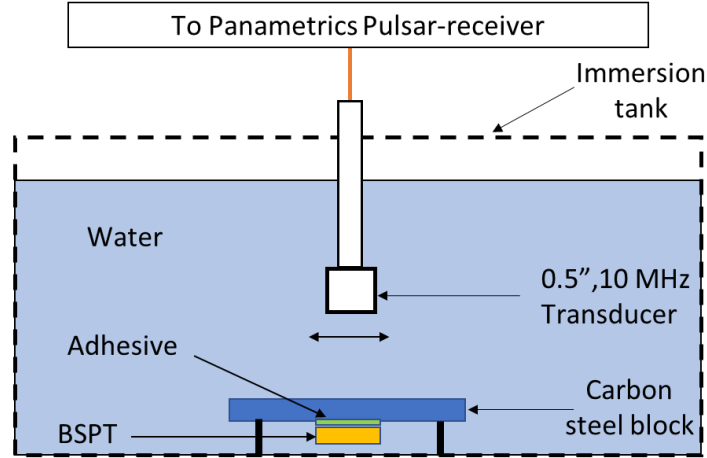 To Panametrics Pulsar-receiver
Immersion
tank
Water
0.5”,10 MHz
Transducer
Adhesive
Carbon
steel block
BSPT